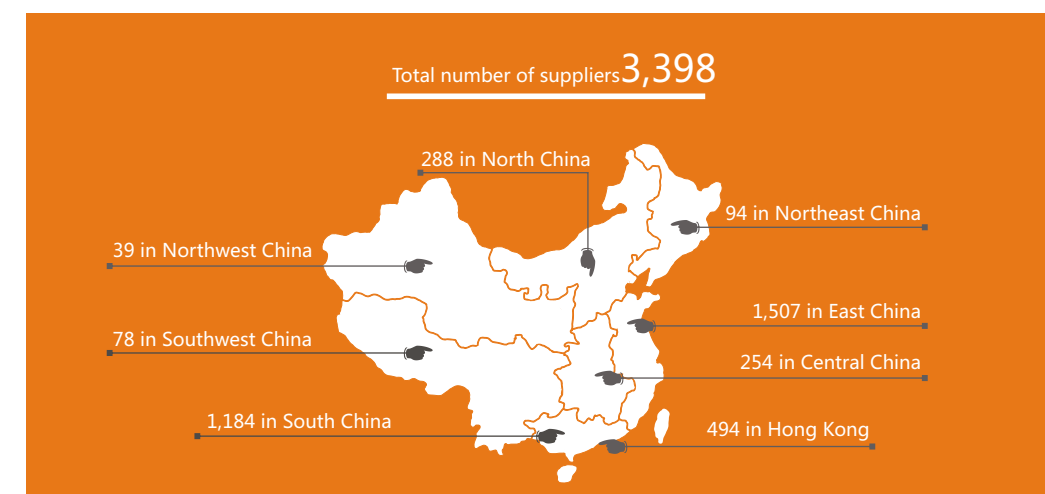 Total number of suppliers 3,398
288 in North China
94 in Northeast China
39 in Northwest China
1,507 in East China
78 in Southwest China
254 in Central China
1,184 in South China
494 in Hong Kong